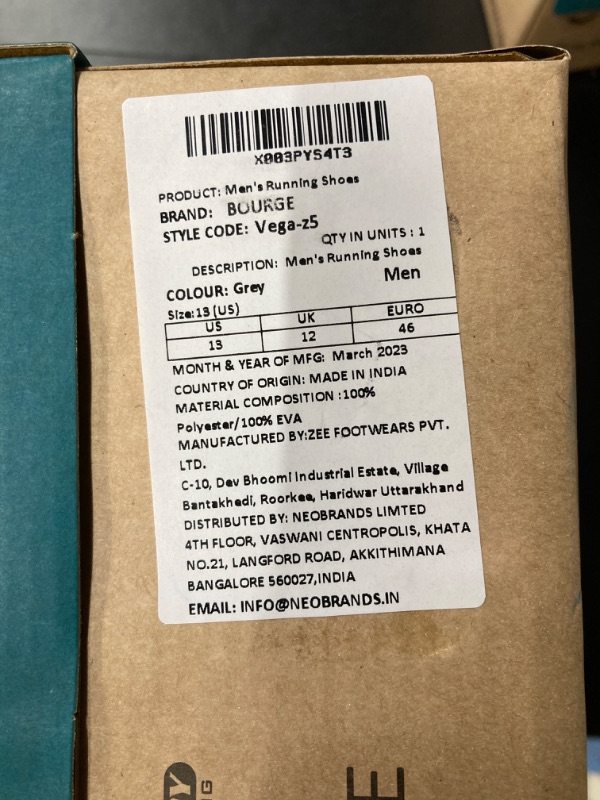 X003PYS4T3
PRODUCT: Men's Running Shoes
BRAND: BOURGE
STYLE CODE: Vega-z5
QTY IN UNITS : 1
DESCRIPTION: Men's Running Shoes
COLOUR: Grey Men
Size:13 (US)
US UK EURO
13 12 46
MONTH & YEAR OF MFG: March 2023
COUNTRY OF ORIGIN: MADE IN INDIA
MATERIAL COMPOSITION :100%
Polyester/100% EVA
MANUFACTURED BY:ZEE FOOTWEARS PVT.
LTD.
C-10, Dev Bhoomi Industrial Estate, Village
Bantakhedi, Roorkee, Haridwar Uttarakhand
DISTRIBUTED BY: NEOBRANDS LIMTED
4TH FLOOR, VASWANI CENTROPOLIS, KHATA
NO.21, LANGFORD ROAD, AKKITHIMANA
BANGALORE 560027,INDIA
EMAIL: INFO@NEOBRANDS.IN